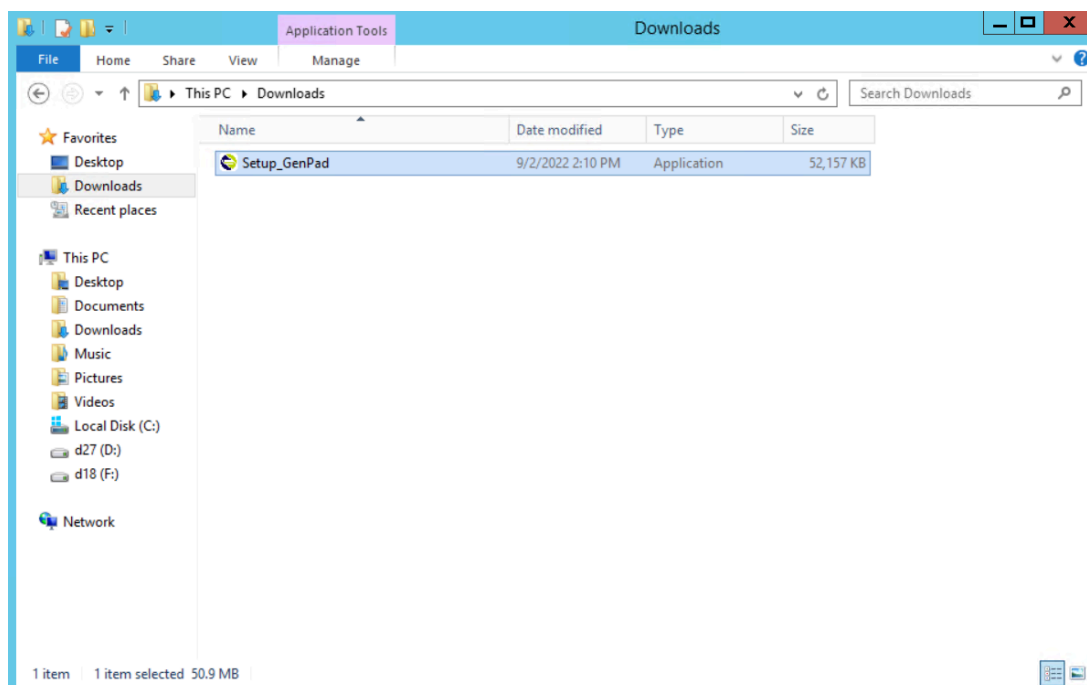 Application Tools
Downloads
File Home Share View Manage
This PC Downloads
Search Downloads
Favorites
Desktop
Downloads
Recent places
This PC
Desktop
Documents
Downloads
Music
Pictures
Videos
Local Disk (C:)
d27 (D:)
d18 (F:)
Network
Name Date modified Type Size
Setup_GenPad 9/2/2022 2:10 PM Application 52,157 KB
1 item 1 item selected 50.9 MB